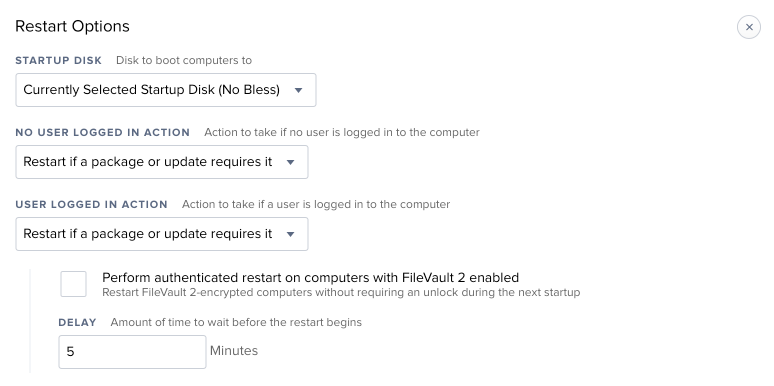 Restart Options
STARTUP DISK Disk to boot computers to
Currently Selected Startup Disk (No Bless)
NO USER LOGGED IN ACTION Action to take if no user is logged in to the computer
Restart if a package or update requires it
USER LOGGED IN ACTION Action to take if a user is logged in to the computer
Restart if a package or update requires it
Perform authenticated restart on computers with FileVault 2 enabled
Restart FileVault 2-encrypted computers without requiring an unlock during the next startup
DELAY Amount of time to wait before the restart begins
5 Minutes